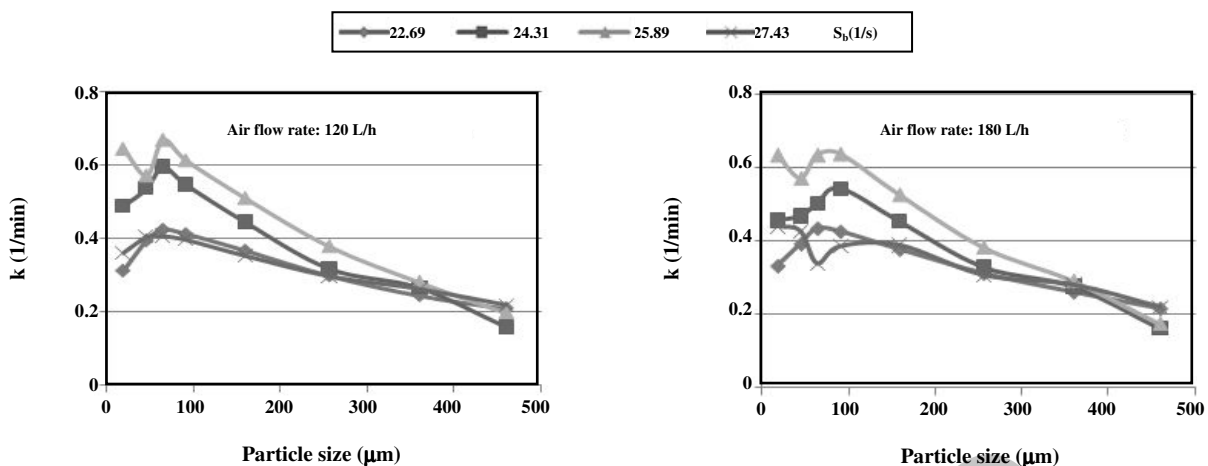 22.69 24.31 25.89 27.43 Sb(1/s)
0.8
0.6
0.4
0.2
0
k (1/min)
Air flow rate: 120 L/h
0 100 200 300 400 500
Particle size (μm)
0.8
0.6
0.4
0.2
0
k (1/min)
Air flow rate: 180 L/h
0 100 200 300 400 500
Particle size (μm)